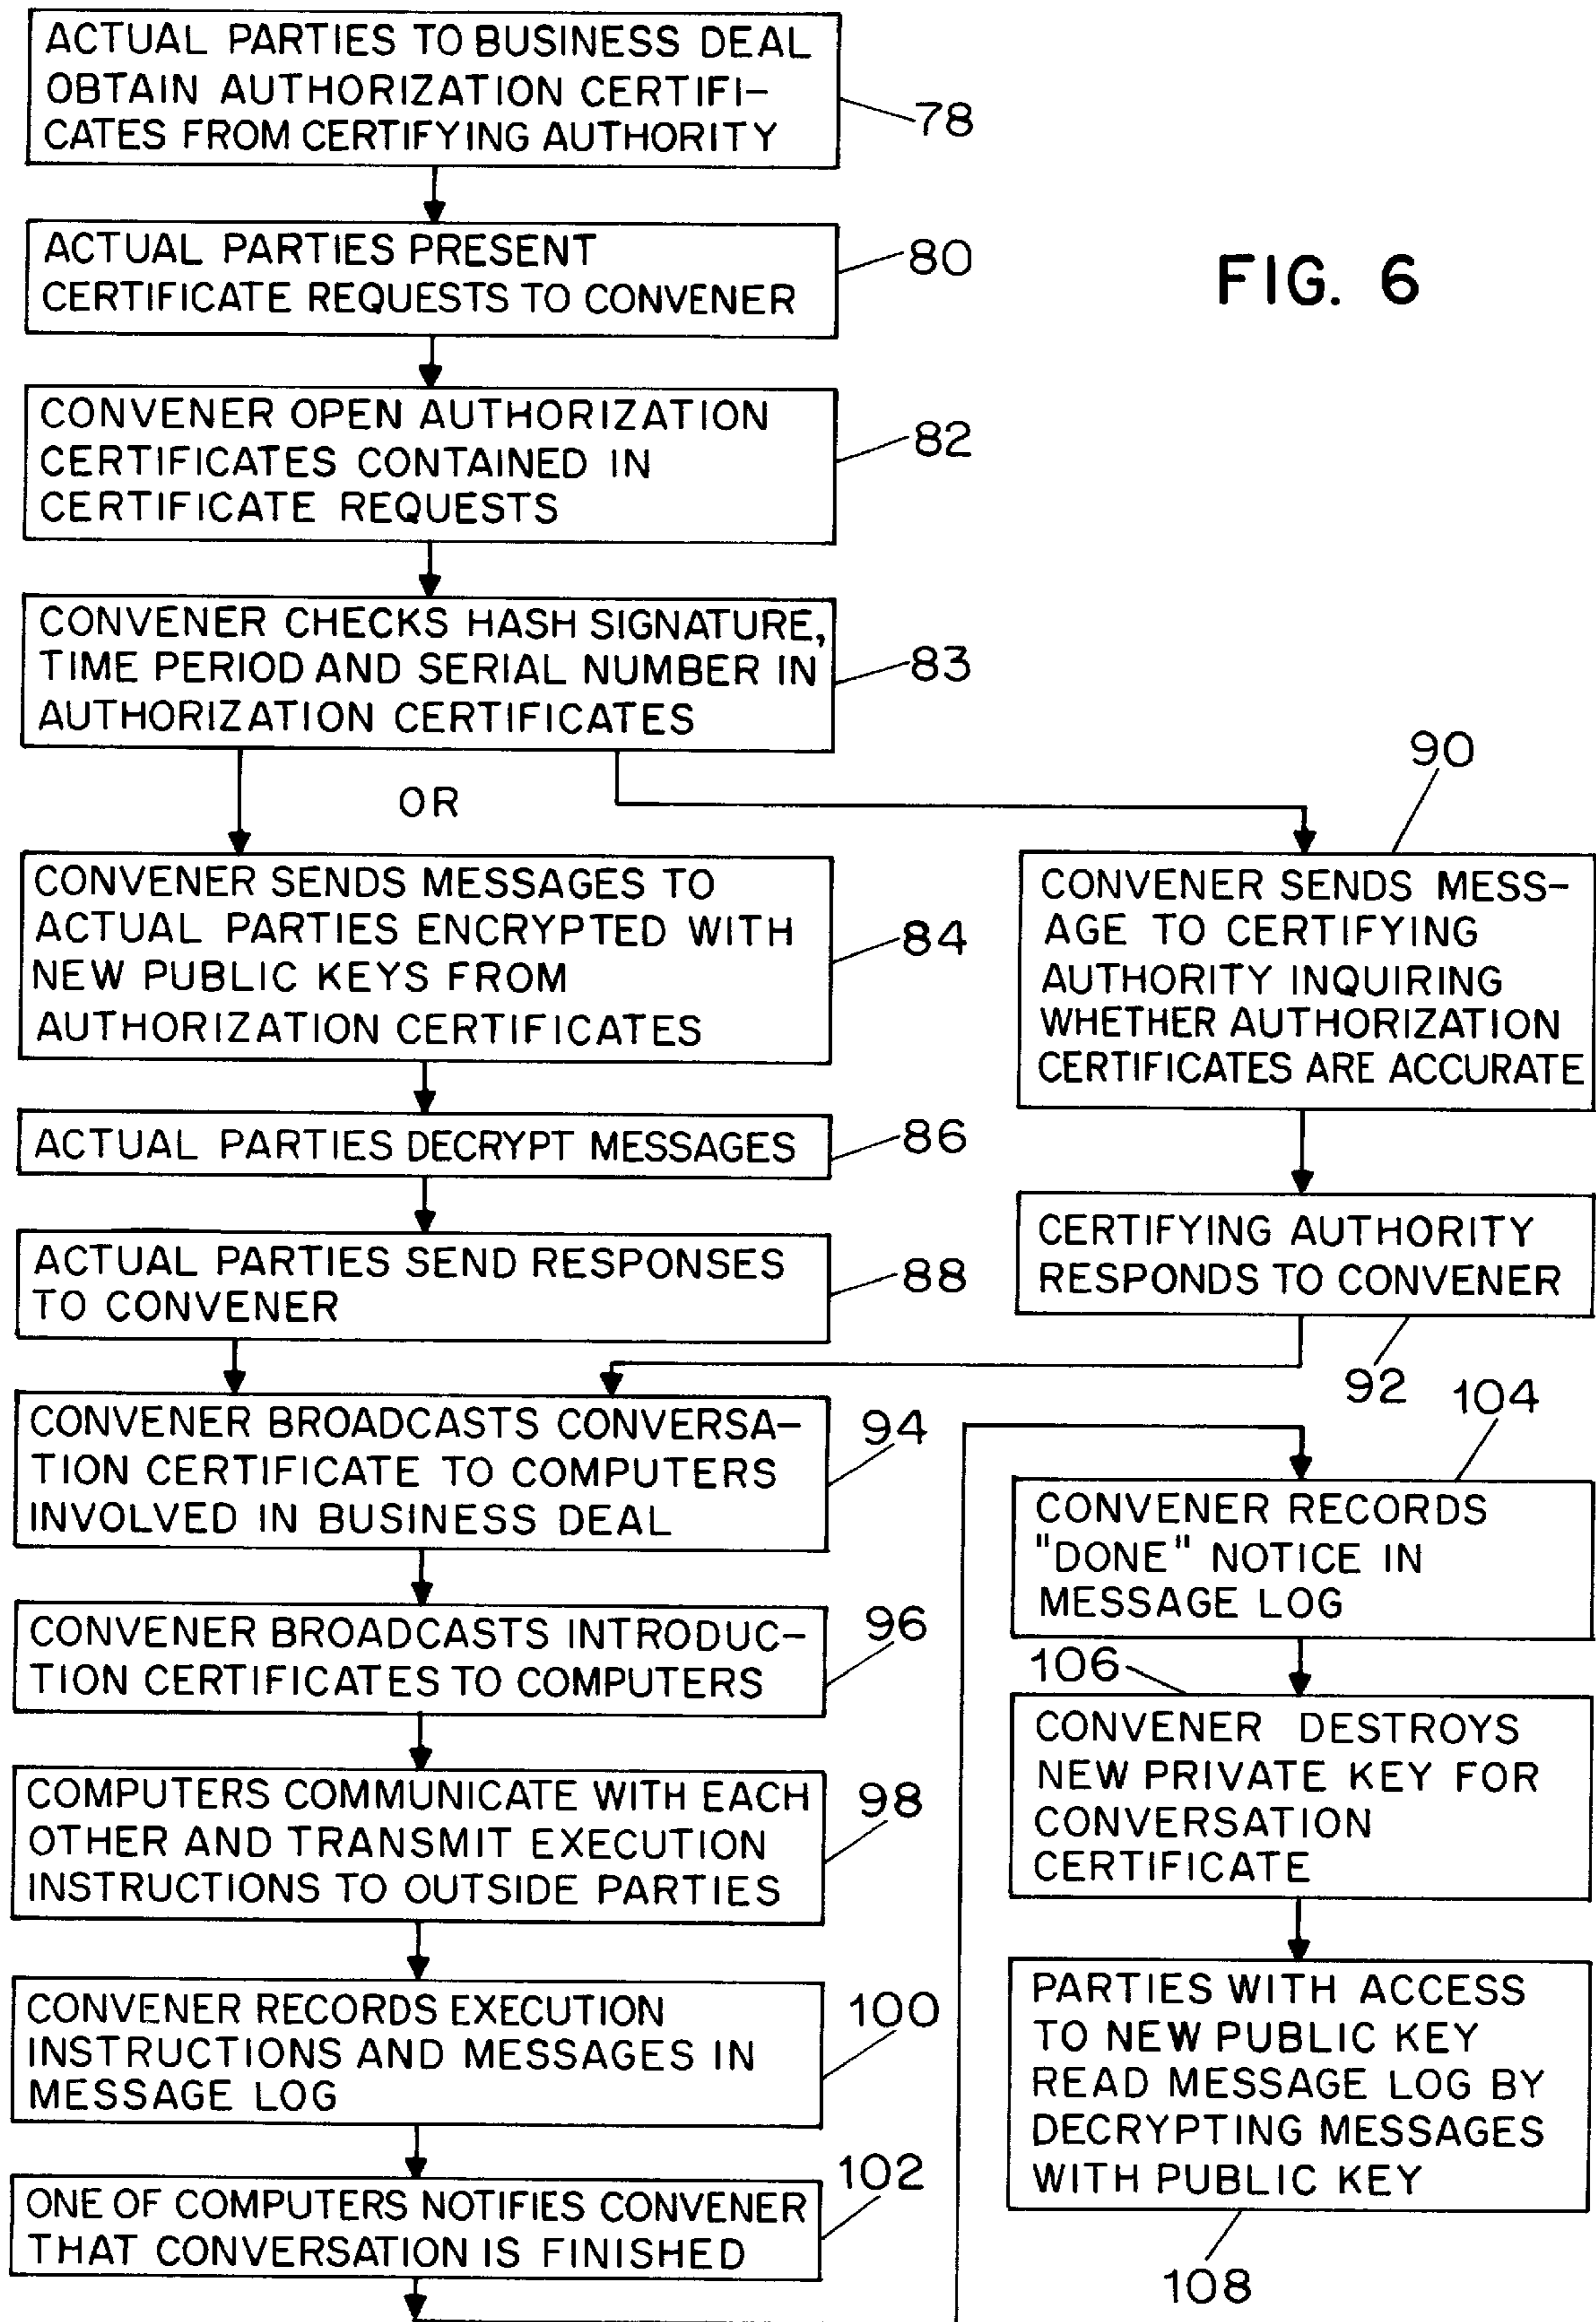 ACTUAL PARTIES TO BUSINESS DEAL
OBTAIN AUTHORIZATION CERTIFI-
CATES FROM CERTIFYING AUTHORITY
78
ACTUAL PARTIES PRESENT
CERTIFICATE REQUESTS TO CONVENER
80
FIG. 6
CONVENER OPEN AUTHORIZATION
CERTIFICATES CONTAINED IN
CERTIFICATE REQUESTS
82
CONVENER CHECKS HASH SIGNATURE,
TIME PERIOD AND SERIAL NUMBER IN
AUTHORIZATION CERTIFICATES
83
OR
CONVENER SENDS MESSAGES TO
ACTUAL PARTIES ENCRYPTED WITH
NEW PUBLIC KEYS FROM
AUTHORIZATION CERTIFICATES
84
ACTUAL PARTIES DECRYPT MESSAGES
86
ACTUAL PARTIES SEND RESPONSES
TO CONVENER
88
90
CONVENER SENDS MESS-
AGE TO CERTIFYING
AUTHORITY INQUIRING
WHETHER AUTHORIZATION
CERTIFICATES ARE ACCURATE
CERTIFYING AUTHORITY
RESPONDS TO CONVENER
92
CONVENER BROADCASTS CONVERSA-
TION CERTIFICATE TO COMPUTERS
INVOLVED IN BUSINESS DEAL
94
CONVENER BROADCASTS INTRODUC-
TION CERTIFICATES TO COMPUTERS
96
COMPUTERS COMMUNICATE WITH EACH
OTHER AND TRANSMIT EXECUTION
INSTRUCTIONS TO OUTSIDE PARTIES
98
CONVENER RECORDS EXECUTION
INSTRUCTIONS AND MESSAGES IN
MESSAGE LOG
100
ONE OF COMPUTERS NOTIFIES CONVENER
THAT CONVERSATION IS FINISHED
102
104
CONVENER RECORDS
"DONE" NOTICE IN
MESSAGE LOG
106
CONVENER DESTROYS
NEW PRIVATE KEY FOR
CONVERSATION
CERTIFICATE
PARTIES WITH ACCESS
TO NEW PUBLIC KEY
READ MESSAGE LOG BY
DECRYPTING MESSAGES
WITH PUBLIC KEY
108